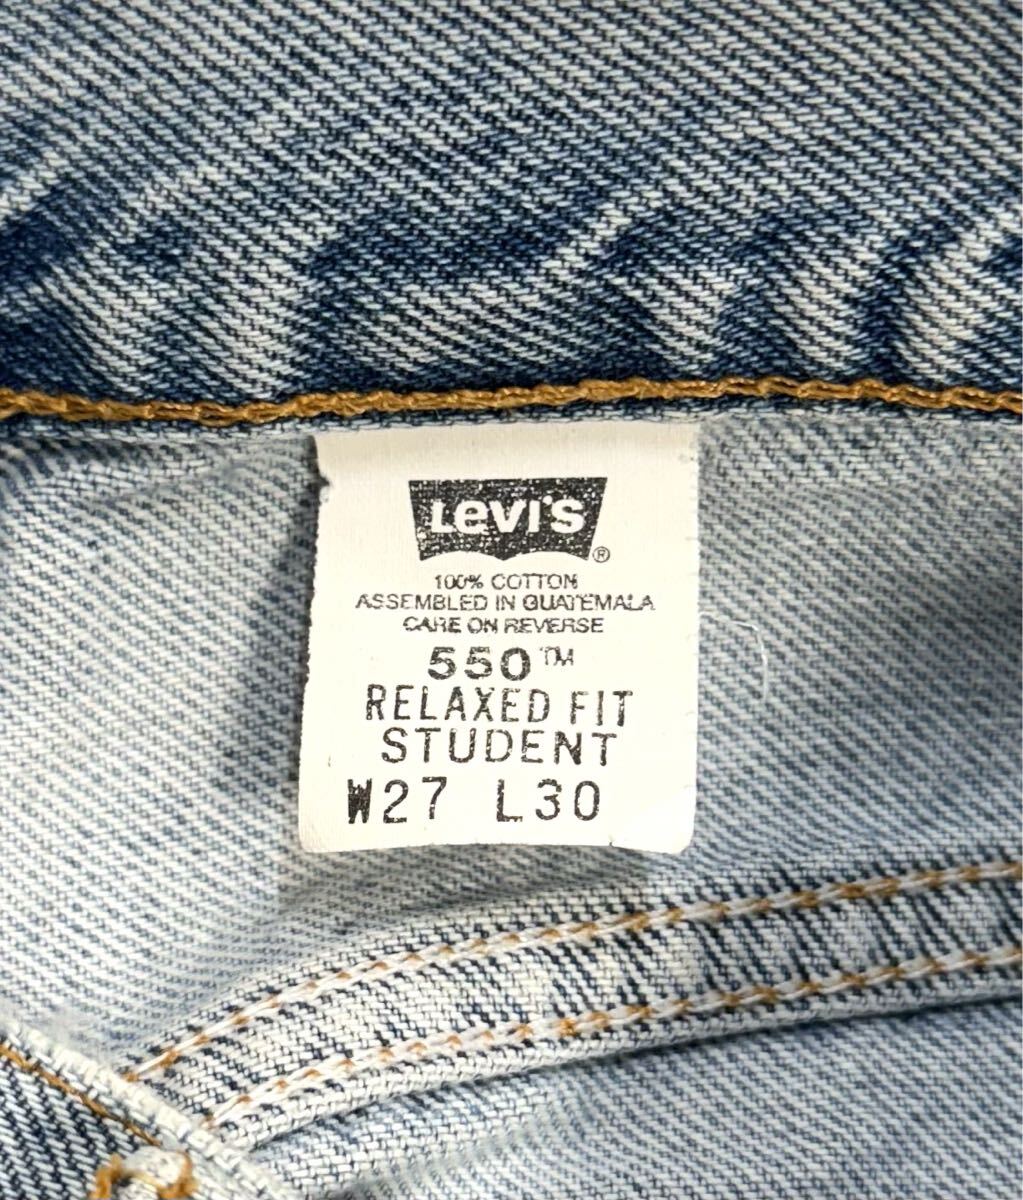 Levi's ®
100% COTTON
ASSEMBLED IN GUATEMALA
CARE ON REVERSE
550™
RELAXED FIT
STUDENT
W27 L30